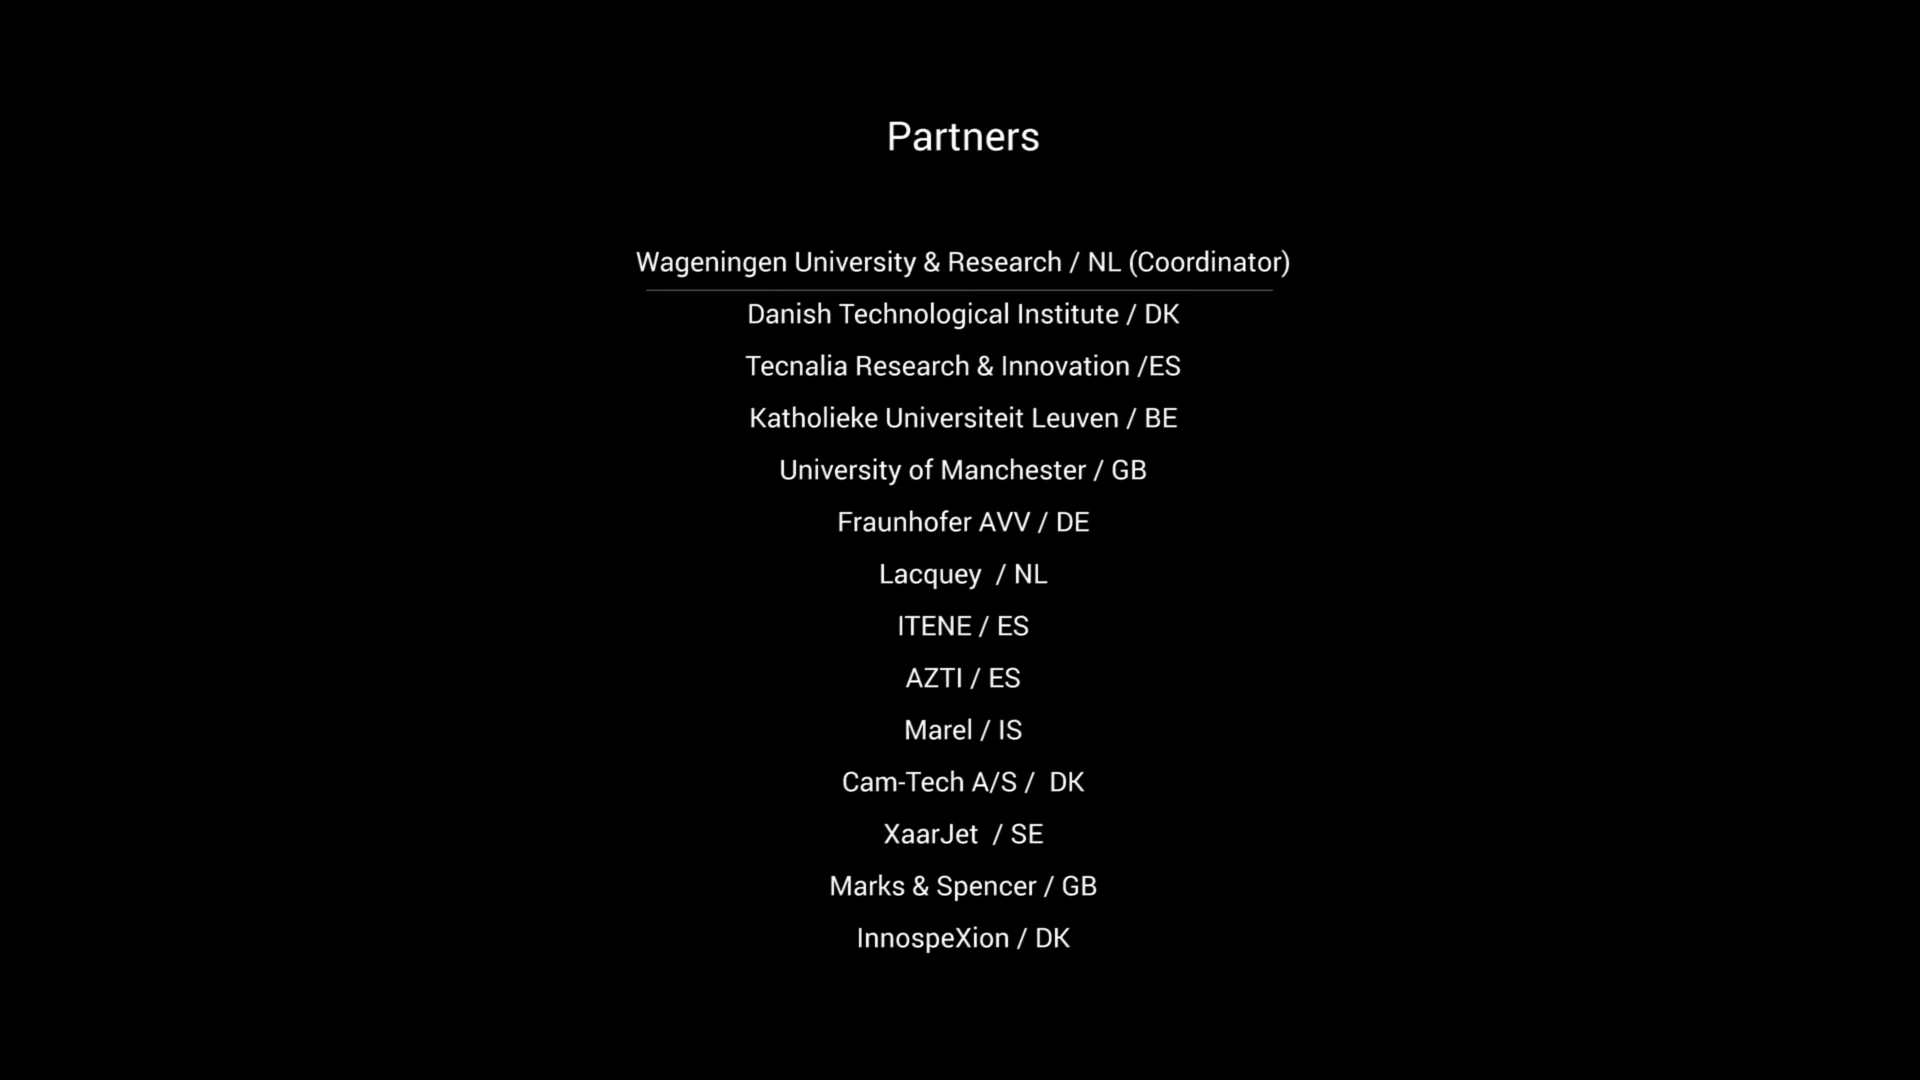 Partners
Wageningen University & Research / NL (Coordinator)
Danish Technological Institute / DK
Tecnalia Research & Innovation /ES
Katholieke Universiteit Leuven / BE
University of Manchester / GB
Fraunhofer AVV / DE
Lacquey  / NL
ITENE / ES
AZTI / ES
Marel / IS
Cam-Tech A/S /  DK
XaarJet  / SE
Marks & Spencer / GB
InnospeXion / DK